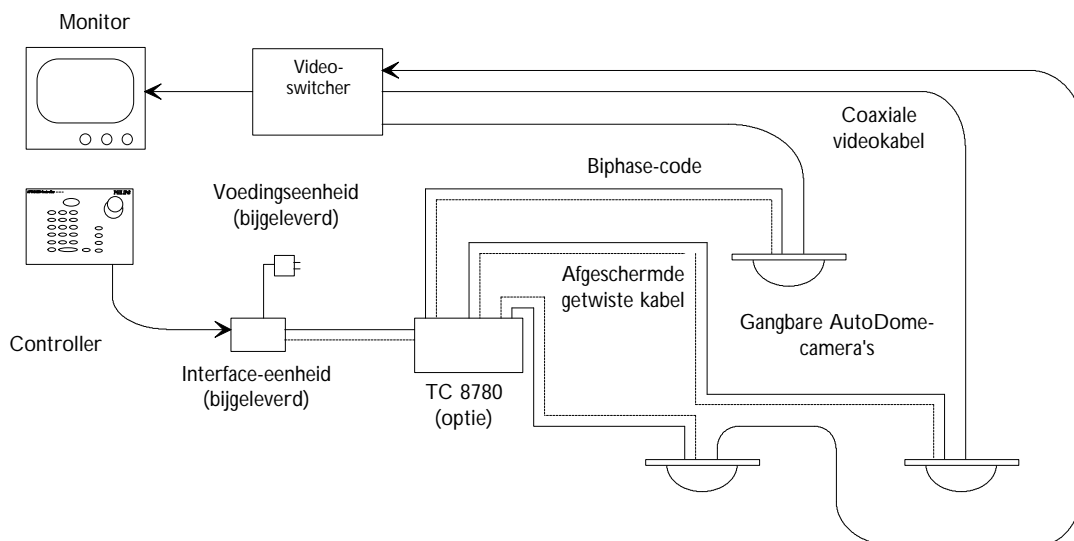 Monitor
Video-
switcher
Coaxiale
videokabel
Voedingseenheid
(bijgeleverd)
Biphase-code
PHILIPS
Afgeschermde
getwiste kabel
Gangbare AutoDome-
camera's
Controller
Interface-eenheid
(bijgeleverd)
TC 8780
(optie)